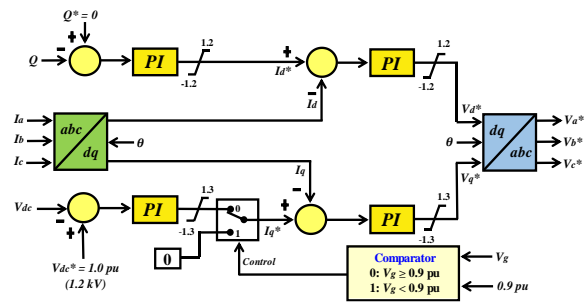 Q* = 0
+
-
Q
PI
1.2
-1.2
+
Id*
-
Id
PI
1.2
-1.2
Vd*
Ia
Ib
Ic
abc
dq
θ
θ
dq
abc
Va*
Vb*
Vc*
Iq
Vq*
Vdc
-
+
PI
1.3
-1.3
0
1
0
Iq*
+
-
PI
1.3
-1.3
Vdc* = 1.0 pu
(1.2 kV)
Control
Comparator
0: Vg ≥ 0.9 pu
1: Vg < 0.9 pu
Vg
0.9 pu